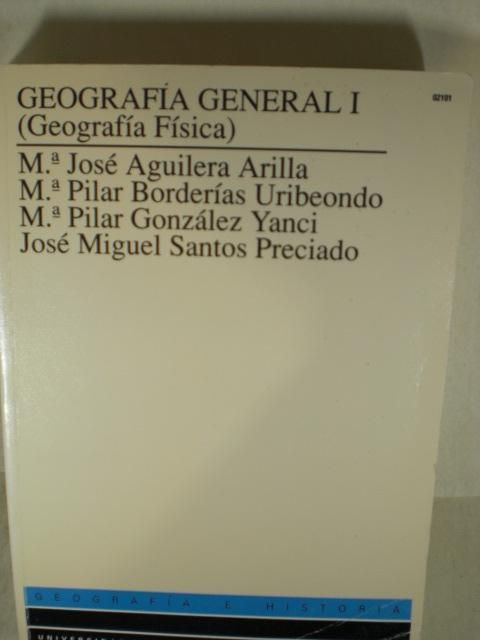 GEOGRAFÍA GENERAL I
02101
(Geografía Física)
M.ª José Aguilera Arilla
M.ª Pilar Borderías Uribeondo
M.ª Pilar González Yanci
José Miguel Santos Preciado
GEOGRAFÍA E HISTORIA